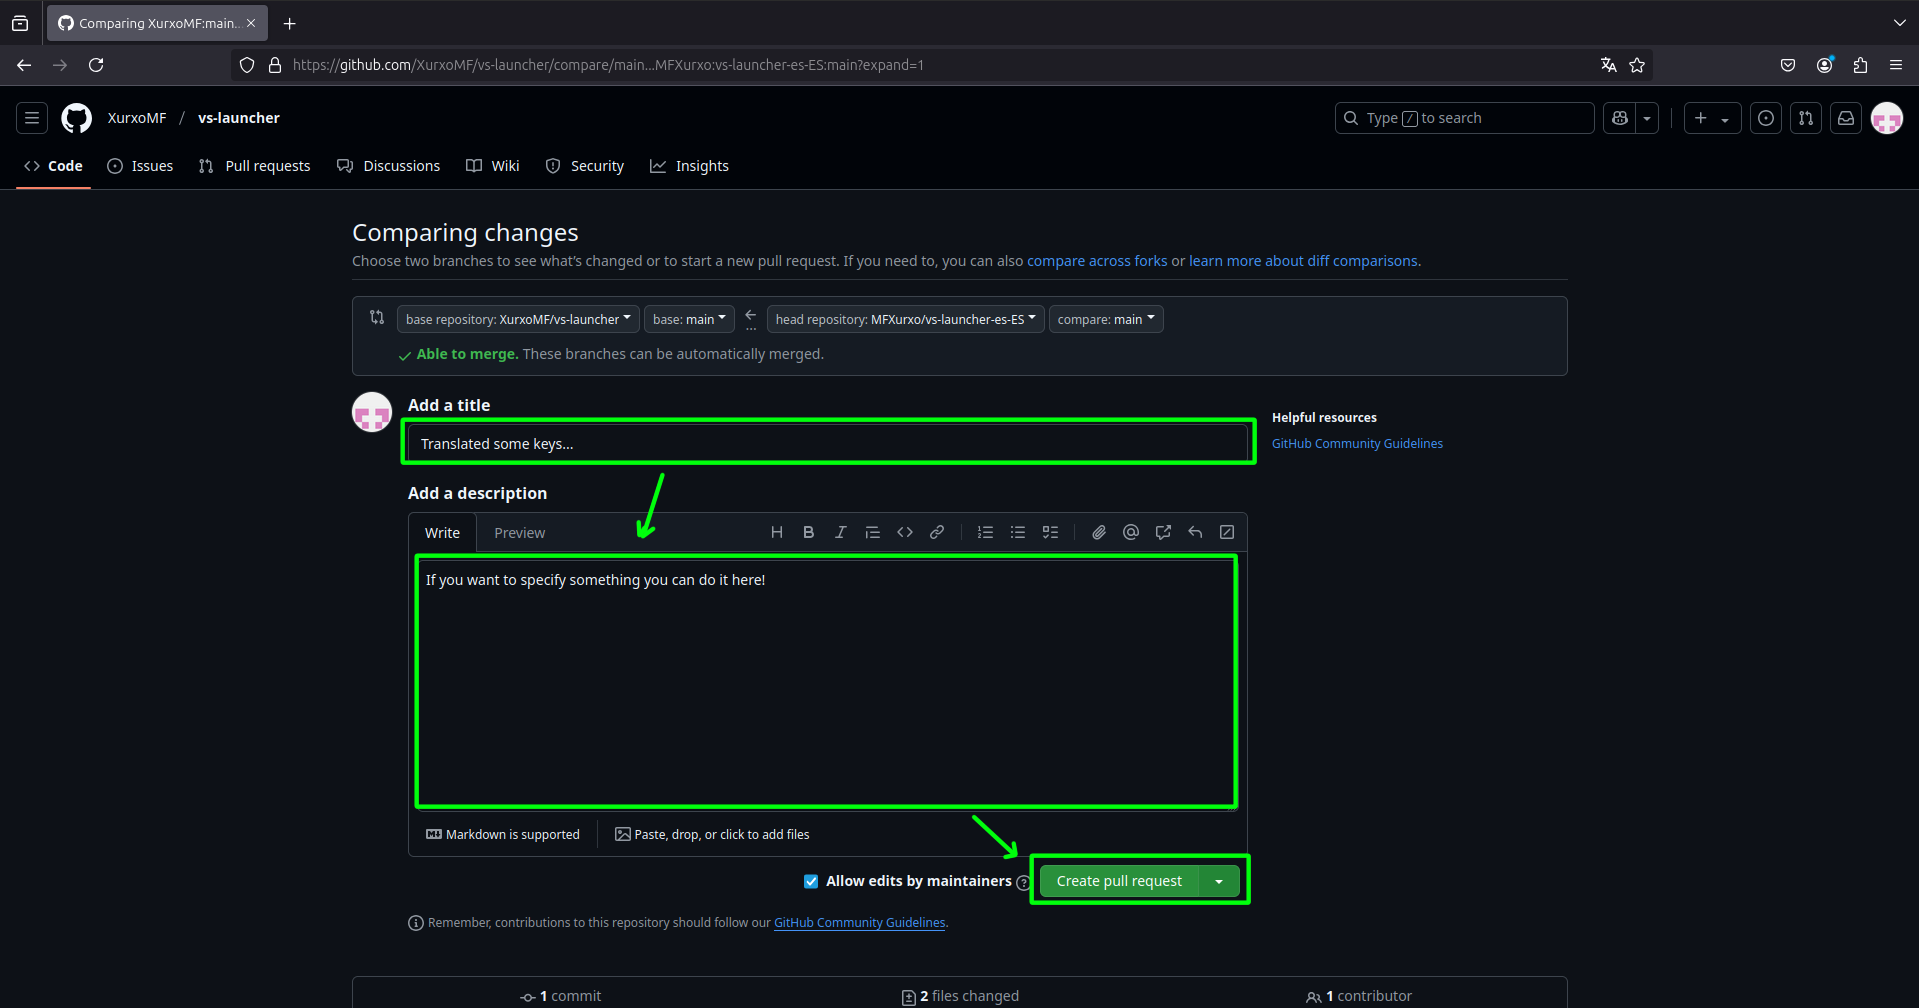 Comparing XurxoMF:main...
https://github.com/XurxoMF/vs-launcher/compare/main...MFXurxo:vs-launcher-es-ES:main?expand=1
XurxoMF / vs-launcher
Type / to search
Code
Issues
Pull requests
Discussions
Wiki
Security
Insights
Comparing changes
Choose two branches to see what's changed or to start a new pull request. If you need to, you can also compare across forks or learn more about diff comparisons.
base repository: XurxoMF/vs-launcher
base: main
head repository: MFXurxo/vs-launcher-es-ES
compare: main
Able to merge. These branches can be automatically merged.
Add a title
Translated some keys...
Helpful resources
GitHub Community Guidelines
Add a description
Write
Preview
If you want to specify something you can do it here!
Markdown is supported
Paste, drop, or click to add files
Allow edits by maintainers
Create pull request
Remember, contributions to this repository should follow our GitHub Community Guidelines.
1 commit
2 files changed
1 contributor